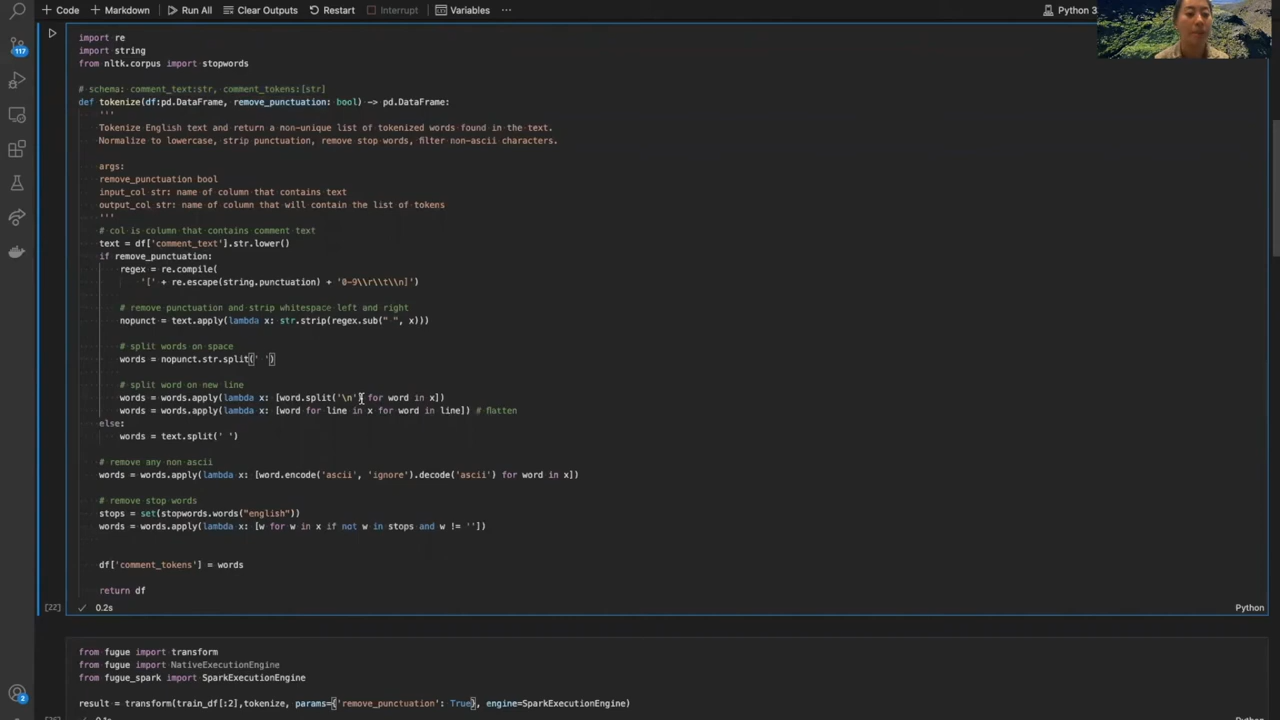 Code Markdown Run All Clear Outputs Restart Interrupt Variables ··· Python 3
117
import re
import string
from nltk.corpus import stopwords
# schema: comment_text:str, comment_tokens:[str]
def tokenize(df:pd.DataFrame, remove_punctuation: bool) -> pd.DataFrame:
'''
Tokenize English text and return a non-unique list of tokenized words found in the text.
Normalize to lowercase, strip punctuation, remove stop words, filter non-ascii characters.
args:
remove_punctuation bool
input_col str: name of column that contains text
output_col str: name of column that will contain the list of tokens
'''
# col is column that contains comment text
text = df['comment_text'].str.lower()
if remove_punctuation:
regex = re.compile(
'[' + re.escape(string.punctuation) + '0-9\\r\\t\\n]')
# remove punctuation and strip whitespace left and right
nopunct = text.apply(lambda x: str.strip(regex.sub(" ", x)))
# split words on space
words = nopunct.str.split(' ')
# split word on new line
words = words.apply(lambda x: [word.split('\n') for word in x])
words = words.apply(lambda x: [word for line in x for word in line]) # flatten
else:
words = text.split(' ')
# remove any non ascii
words = words.apply(lambda x: [word.encode('ascii', 'ignore').decode('ascii') for word in x])
# remove stop words
stops = set(stopwords.words("english"))
words = words.apply(lambda x: [w for w in x if not w in stops and w != ''])
df['comment_tokens'] = words
return df
[22] 0.2s Python
from fugue import transform
from fugue import NativeExecutionEngine
from fugue_spark import SparkExecutionEngine
result = transform(train_df[:2],tokenize, params={'remove_punctuation': True}, engine=SparkExecutionEngine)
2